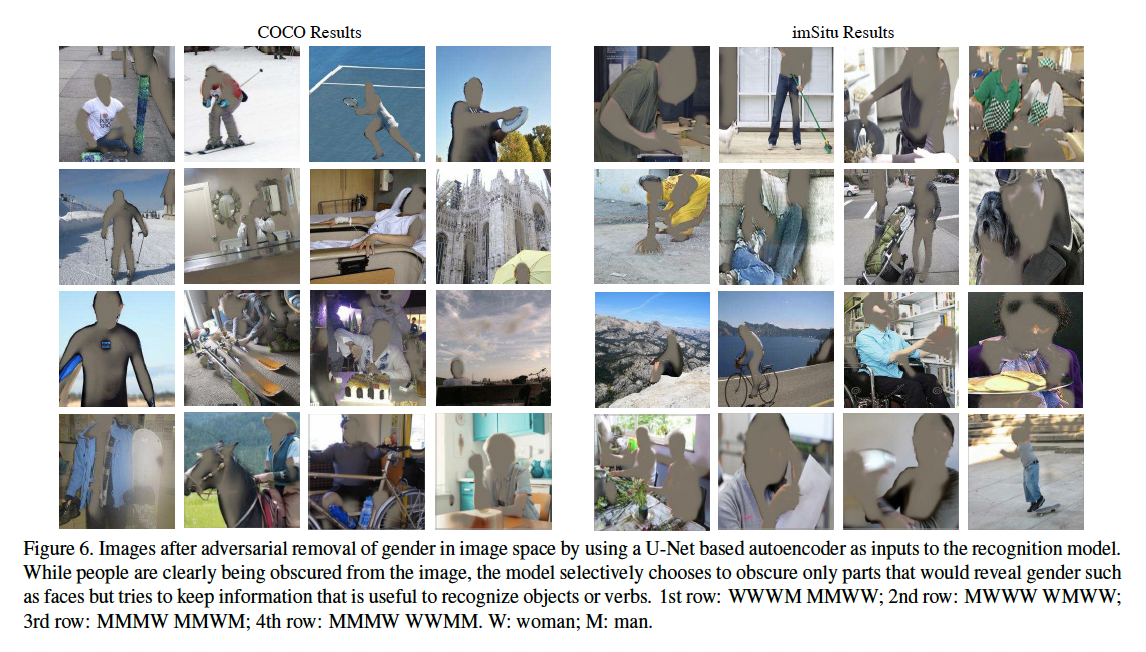 COCO Results
imSitu Results
Figure 6. Images after adversarial removal of gender in image space by using a U-Net based autoencoder as inputs to the recognition model.
While people are clearly being obscured from the image, the model selectively chooses to obscure only parts that would reveal gender such
as faces but tries to keep information that is useful to recognize objects or verbs. 1st row: WWWM MMWW; 2nd row: MWWW WMWW;
3rd row: MMMW MMWM; 4th row: MMMW WWMM. W: woman; M: man.